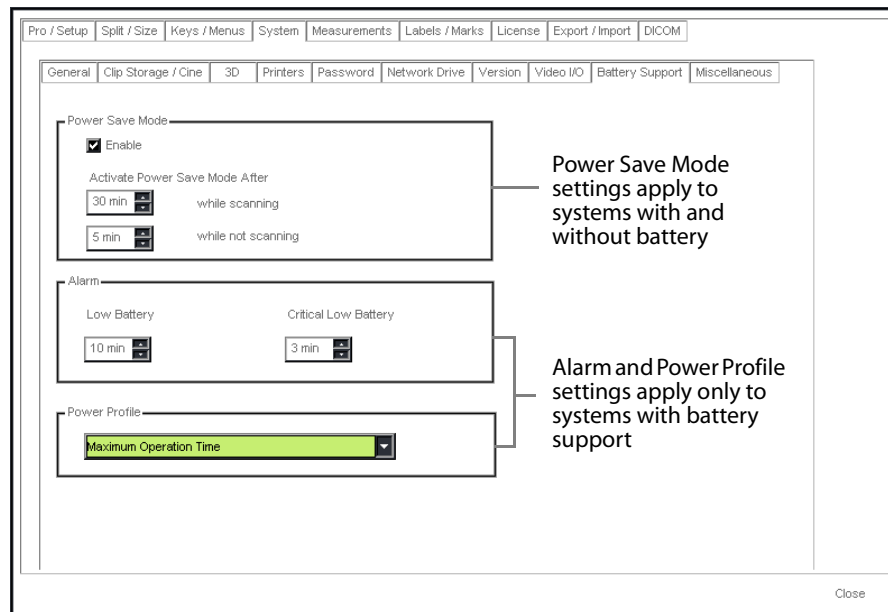 Pro / Setup Split / Size Keys / Menus System Measurements Labels / Marks License Export / Import DICOM
General Clip Storage / Cine 3D Printers Password Network Drive Version Video I/O Battery Support Miscellaneous
Power Save Mode
Enable
Activate Power Save Mode After
30 min while scanning
5 min while not scanning
Power Save Mode
settings apply to
systems with and
without battery
Alarm
Low Battery Critical Low Battery
10 min 3 min
Alarm and Power Profile
settings apply only to
systems with battery
support
Power Profile
Maximum Operation Time
Close